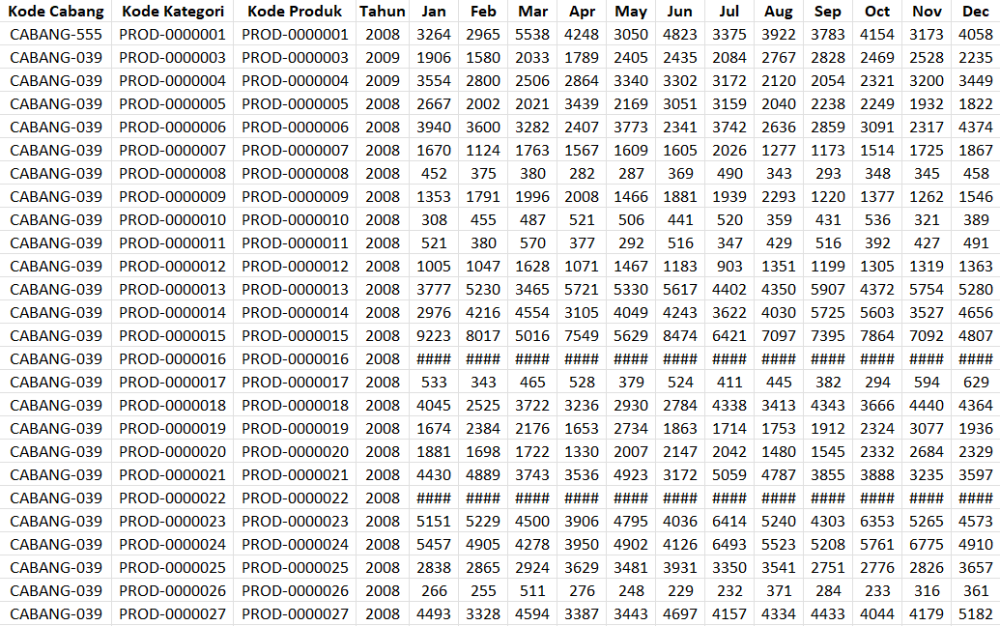 Kode Cabang Kode Kategori Kode Produk Tahun Jan Feb Mar Apr May Jun Jul Aug Sep Oct Nov Dec
CABANG-555 PROD-0000001 PROD-0000001 2008 3264 2965 5538 4248 3050 4823 3375 3922 3783 4154 3173 4058
CABANG-039 PROD-0000003 PROD-0000003 2009 1906 1580 2033 1789 2405 2435 2084 2767 2828 2469 2528 2235
CABANG-039 PROD-0000004 PROD-0000004 2009 3554 2800 2506 2864 3340 3302 3172 2120 2054 2321 3200 3449
CABANG-039 PROD-0000005 PROD-0000005 2008 2667 2002 2021 3439 2169 3051 3159 2040 2238 2249 1932 1822
CABANG-039 PROD-0000006 PROD-0000006 2008 3940 3600 3282 2407 3773 2341 3742 2636 2859 3091 2317 4374
CABANG-039 PROD-0000007 PROD-0000007 2008 1670 1124 1763 1567 1609 1605 2026 1277 1173 1514 1725 1867
CABANG-039 PROD-0000008 PROD-0000008 2008 452 375 380 282 287 369 490 343 293 348 345 458
CABANG-039 PROD-0000009 PROD-0000009 2008 1353 1791 1996 2008 1466 1881 1939 2293 1220 1377 1262 1546
CABANG-039 PROD-0000010 PROD-0000010 2008 308 455 487 521 506 441 520 359 431 536 321 389
CABANG-039 PROD-0000011 PROD-0000011 2008 521 380 570 377 292 516 347 429 516 392 427 491
CABANG-039 PROD-0000012 PROD-0000012 2008 1005 1047 1628 1071 1467 1183 903 1351 1199 1305 1319 1363
CABANG-039 PROD-0000013 PROD-0000013 2008 3777 5230 3465 5721 5330 5617 4402 4350 5907 4372 5754 5280
CABANG-039 PROD-0000014 PROD-0000014 2008 2976 4216 4554 3105 4049 4243 3622 4030 5725 5603 3527 4656
CABANG-039 PROD-0000015 PROD-0000015 2008 9223 8017 5016 7549 5629 8474 6421 7097 7395 7864 7092 4807
CABANG-039 PROD-0000016 PROD-0000016 2008 #### #### #### #### #### #### #### #### #### #### #### ####
CABANG-039 PROD-0000017 PROD-0000017 2008 533 343 465 528 379 524 411 445 382 294 594 629
CABANG-039 PROD-0000018 PROD-0000018 2008 4045 2525 3722 3236 2930 2784 4338 3413 4343 3666 4440 4364
CABANG-039 PROD-0000019 PROD-0000019 2008 1674 2384 2176 1653 2734 1863 1714 1753 1912 2324 3077 1936
CABANG-039 PROD-0000020 PROD-0000020 2008 1881 1698 1722 1330 2007 2147 2042 1480 1545 2332 2684 2329
CABANG-039 PROD-0000021 PROD-0000021 2008 4430 4889 3743 3536 4923 3172 5059 4787 3855 3888 3235 3597
CABANG-039 PROD-0000022 PROD-0000022 2008 #### #### #### #### #### #### #### #### #### #### #### ####
CABANG-039 PROD-0000023 PROD-0000023 2008 5151 5229 4500 3906 4795 4036 6414 5240 4303 6353 5265 4573
CABANG-039 PROD-0000024 PROD-0000024 2008 5457 4905 4278 3950 4902 4126 6493 5523 5208 5761 6775 4910
CABANG-039 PROD-0000025 PROD-0000025 2008 2838 2865 2924 3629 3481 3931 3350 3541 2751 2776 2826 3657
CABANG-039 PROD-0000026 PROD-0000026 2008 266 255 511 276 248 229 232 371 284 233 316 361
CABANG-039 PROD-0000027 PROD-0000027 2008 4493 3328 4594 3387 3443 4697 4157 4334 4433 4044 4179 5182